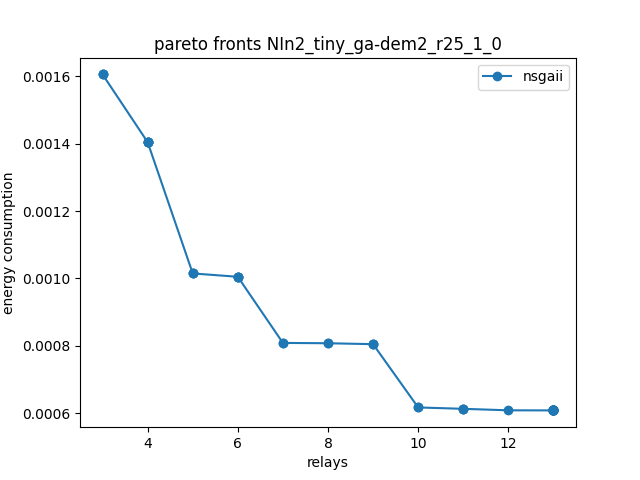 pareto fronts NIn2_tiny_ga-dem2_r25_1_0
nsgaii
0.0016
0.0014
0.0012
0.0010
0.0008
0.0006
energy consumption
4 6 8 10 12
relays